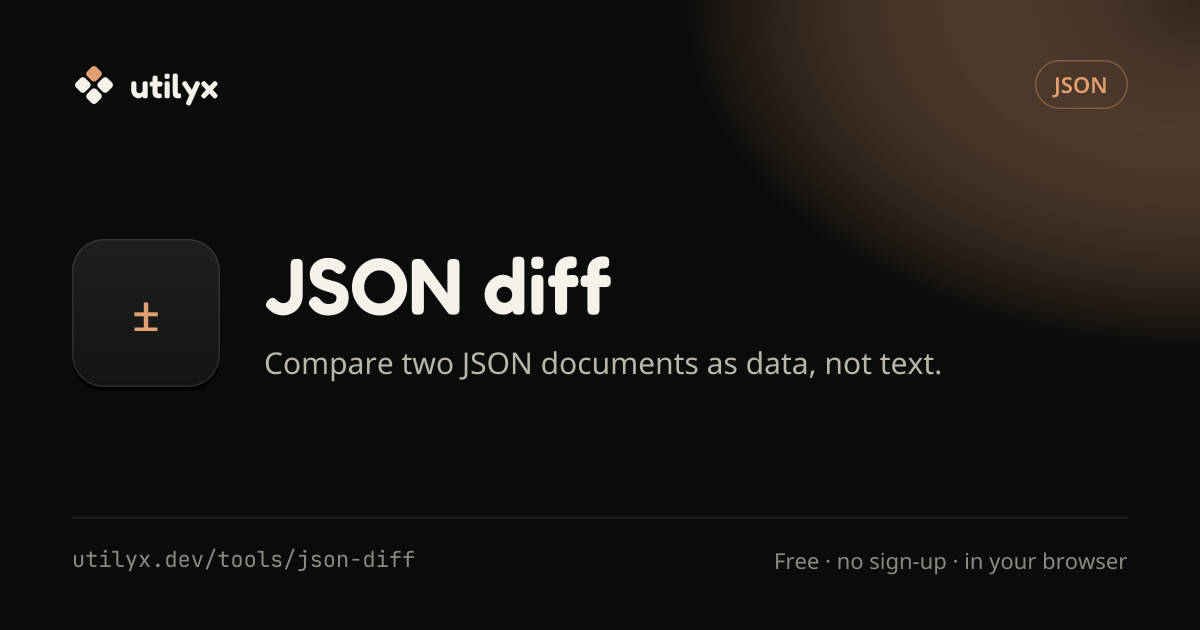 utilyx
JSON
±
JSON diff
Compare two JSON documents as data, not text.
utilyx.dev/tools/json-diff
Free · no sign-up · in your browser